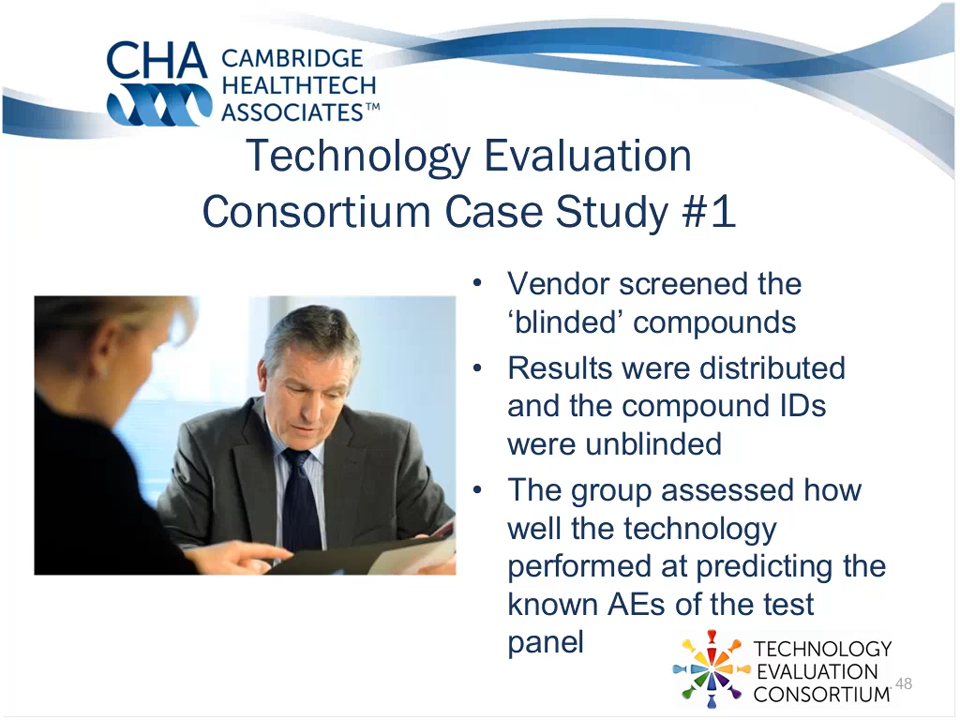 CHA CAMBRIDGE
HEALTHTECH
ASSOCIATES™
Technology Evaluation
Consortium Case Study #1
• Vendor screened the
‘blinded’ compounds
• Results were distributed
and the compound IDs
were unblinded
• The group assessed how
well the technology
performed at predicting the
known AEs of the test
panel
TECHNOLOGY
EVALUATION
CONSORTIUM
48